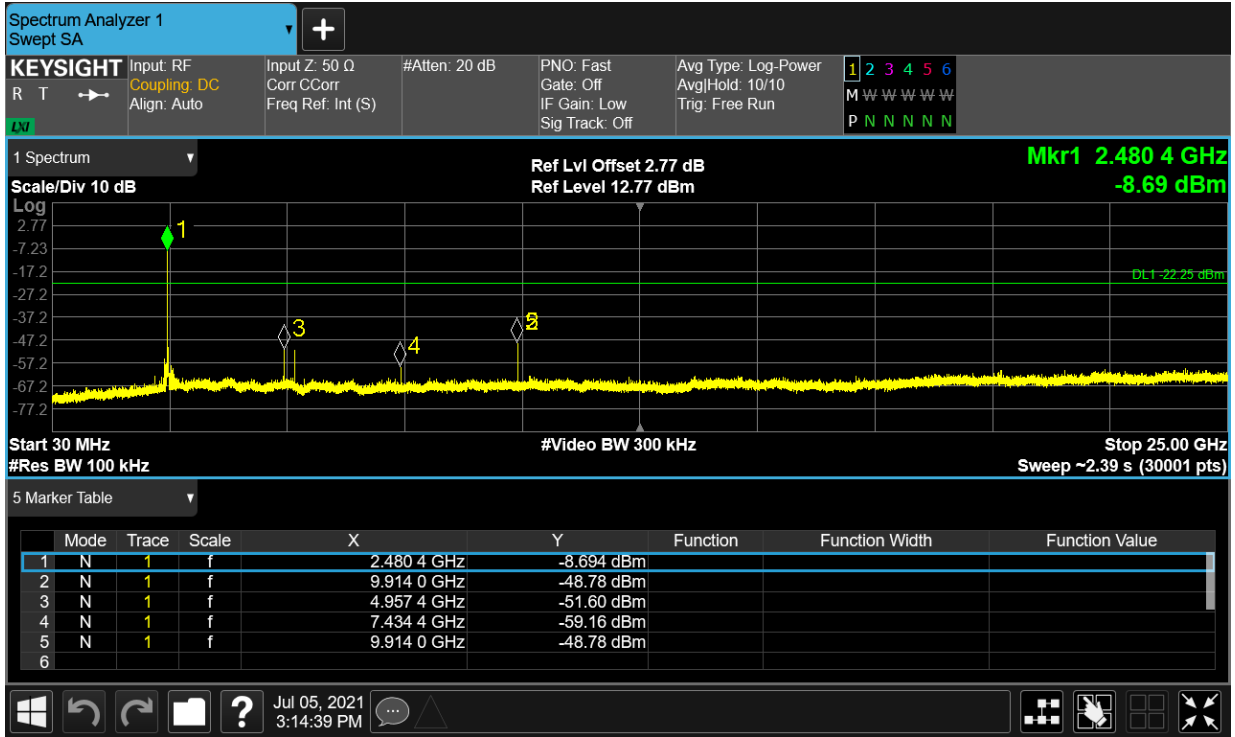 Spectrum Analyzer 1
Swept SA
+
KEYSIGHT
R T
LXI
Input: RF
Coupling: DC
Align: Auto
Input Z: 50 Ω
Corr CCorr
Freq Ref: Int (S)
#Atten: 20 dB
PNO: Fast
Gate: Off
IF Gain: Low
Sig Track: Off
Avg Type: Log-Power
Avg|Hold: 10/10
Trig: Free Run
1 2 3 4 5 6
M W W W W W
P N N N N N
1 Spectrum
Scale/Div 10 dB
Ref Lvl Offset 2.77 dB
Ref Level 12.77 dBm
Mkr1 2.480 4 GHz
-8.69 dBm
Log
2.77
-7.23
-17.2
-27.2
-37.2
-47.2
-57.2
-67.2
-77.2
1
DL1 -22.25 dBm
3
4
Start 30 MHz
#Res BW 100 kHz
#Video BW 300 kHz
Stop 25.00 GHz
Sweep ~2.39 s (30001 pts)
5 Marker Table
Mode Trace Scale X Y Function Function Width Function Value
1 N 1 f 2.480 4 GHz -8.694 dBm
2 N 1 f 9.914 0 GHz -48.78 dBm
3 N 1 f 4.957 4 GHz -51.60 dBm
4 N 1 f 7.434 4 GHz -59.16 dBm
5 N 1 f 9.914 0 GHz -48.78 dBm
6
?
Jul 05, 2021
3:14:39 PM